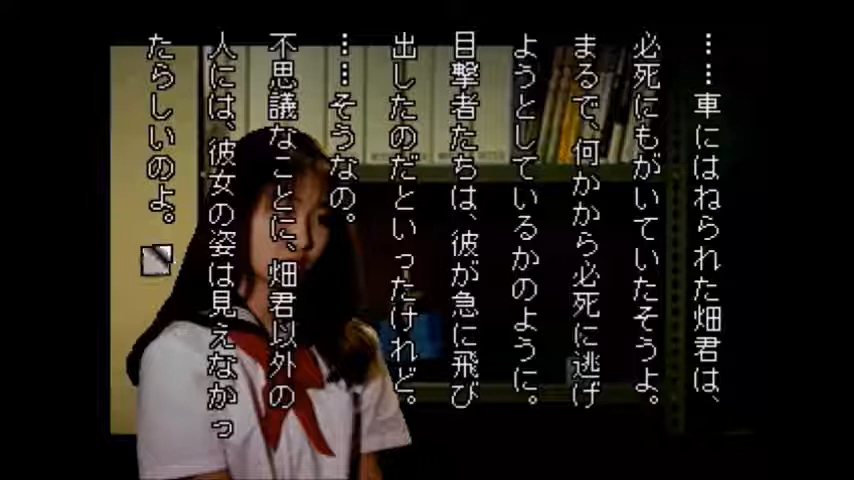 ……車にはねられた畑君は、
必死にもがいていたそうよ。
まるで、何かから必死に逃げ
ようとしているかのように。
目撃者たちは、彼が急に飛び
出したのだといったけれど。
……そうなの。
不思議なことに、畑君以外の
人には、彼女の姿は見えなかっ
たらしいのよ。